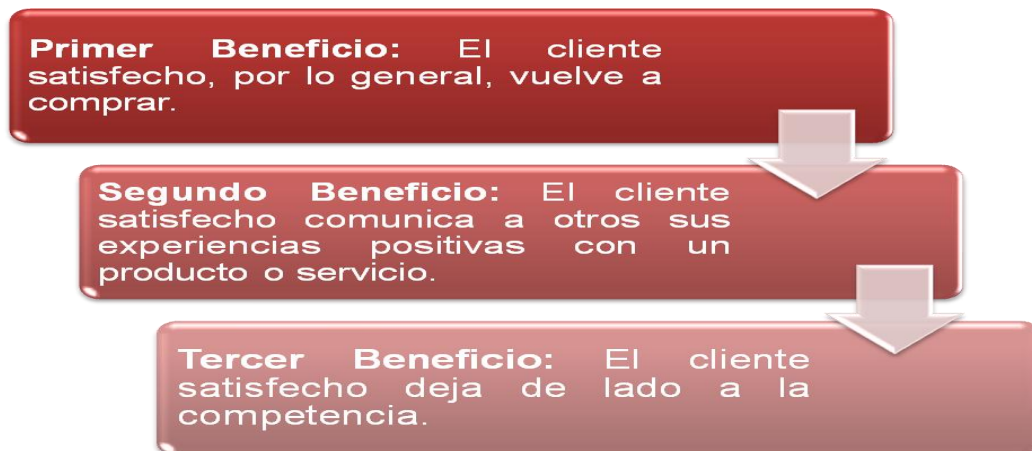 Primer Beneficio: El cliente
satisfecho, por lo general, vuelve a
comprar.
Segundo Beneficio: El cliente
satisfecho comunica a otros sus
experiencias positivas con un
producto o servicio.
Tercer Beneficio: El cliente
satisfecho deja de lado a la
competencia.